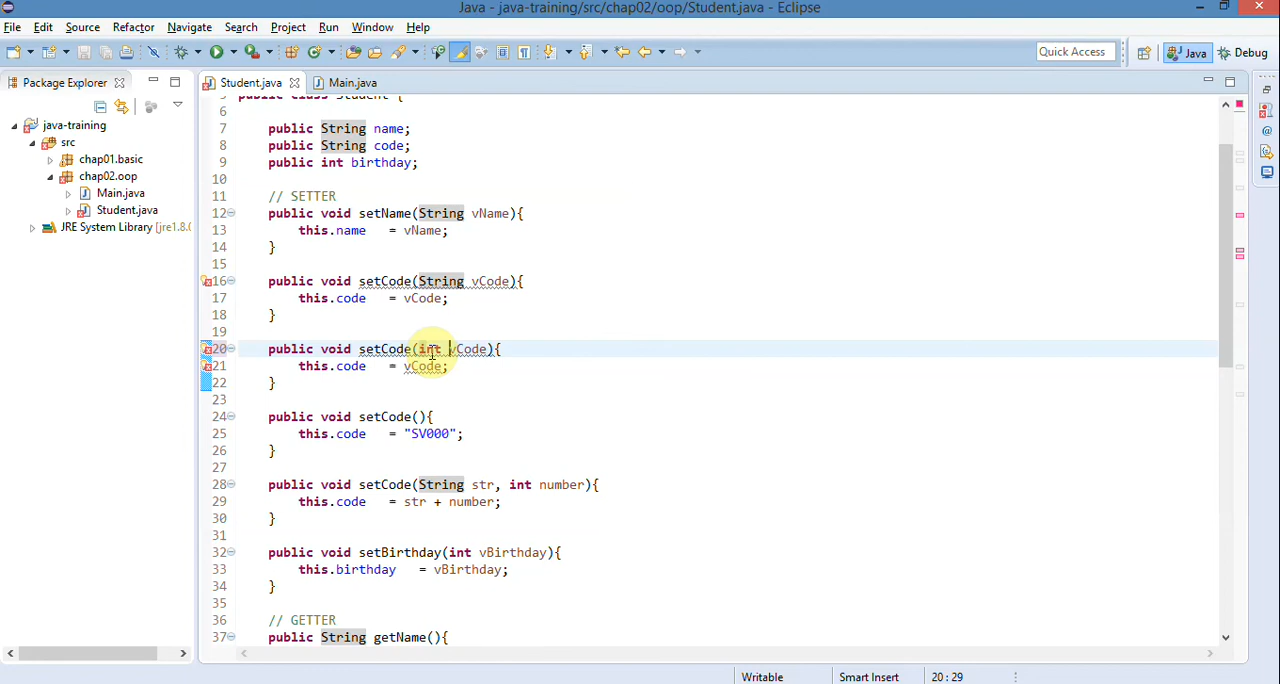 Java - java-training/src/chap02/oop/Student.java - Eclipse
File Edit Source Refactor Navigate Search Project Run Window Help
Quick Access Java Debug
Package Explorer
Student.java Main.java
java-training
src
chap01.basic
chap02.oop
Main.java
Student.java
JRE System Library [jre1.8.0
public class Student {
6
7 public String name;
8 public String code;
9 public int birthday;
10
11 // SETTER
12 public void setName(String vName){
13 this.name = vName;
14 }
15
16 public void setCode(String vCode){
17 this.code = vCode;
18 }
19
20 public void setCode(int vCode){
21 this.code = vCode;
22 }
23
24 public void setCode(){
25 this.code = "SV000";
26 }
27
28 public void setCode(String str, int number){
29 this.code = str + number;
30 }
31
32 public void setBirthday(int vBirthday){
33 this.birthday = vBirthday;
34 }
35
36 // GETTER
37 public String getName(){
Writable Smart Insert 20 : 29